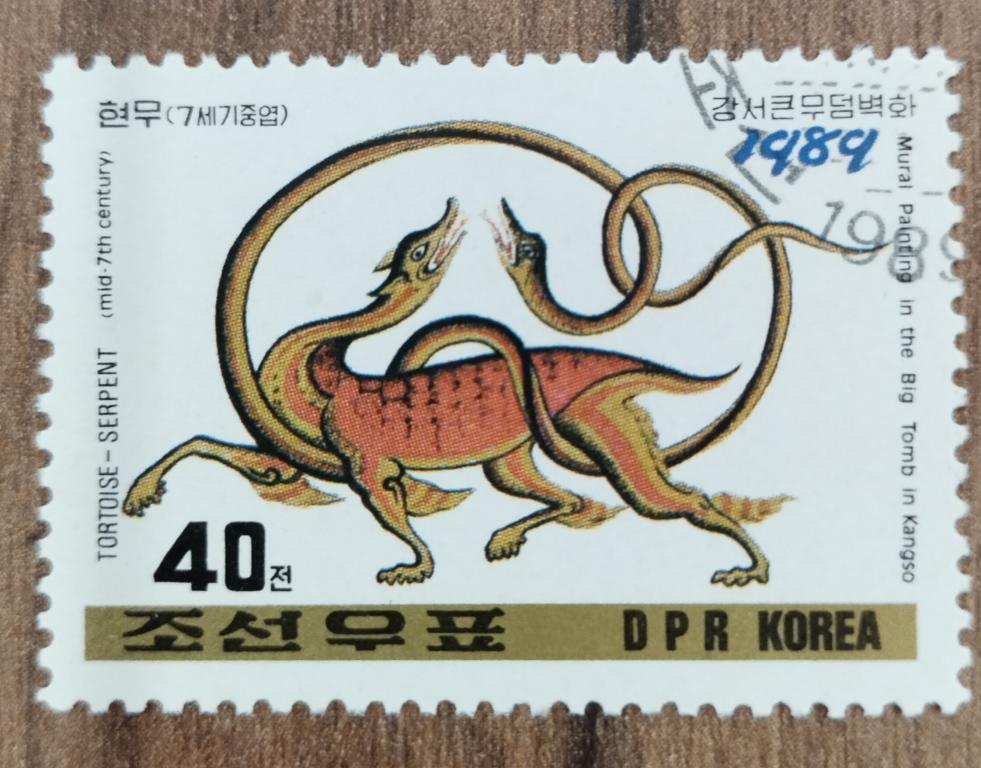 현무(7세기중엽)
강서큰무덤벽화
1989
1989
TORTOISE – SERPENT (mid-7th century)
Mural Painting in the Big Tomb in Kangso
40전
조선우표 DPR KOREA